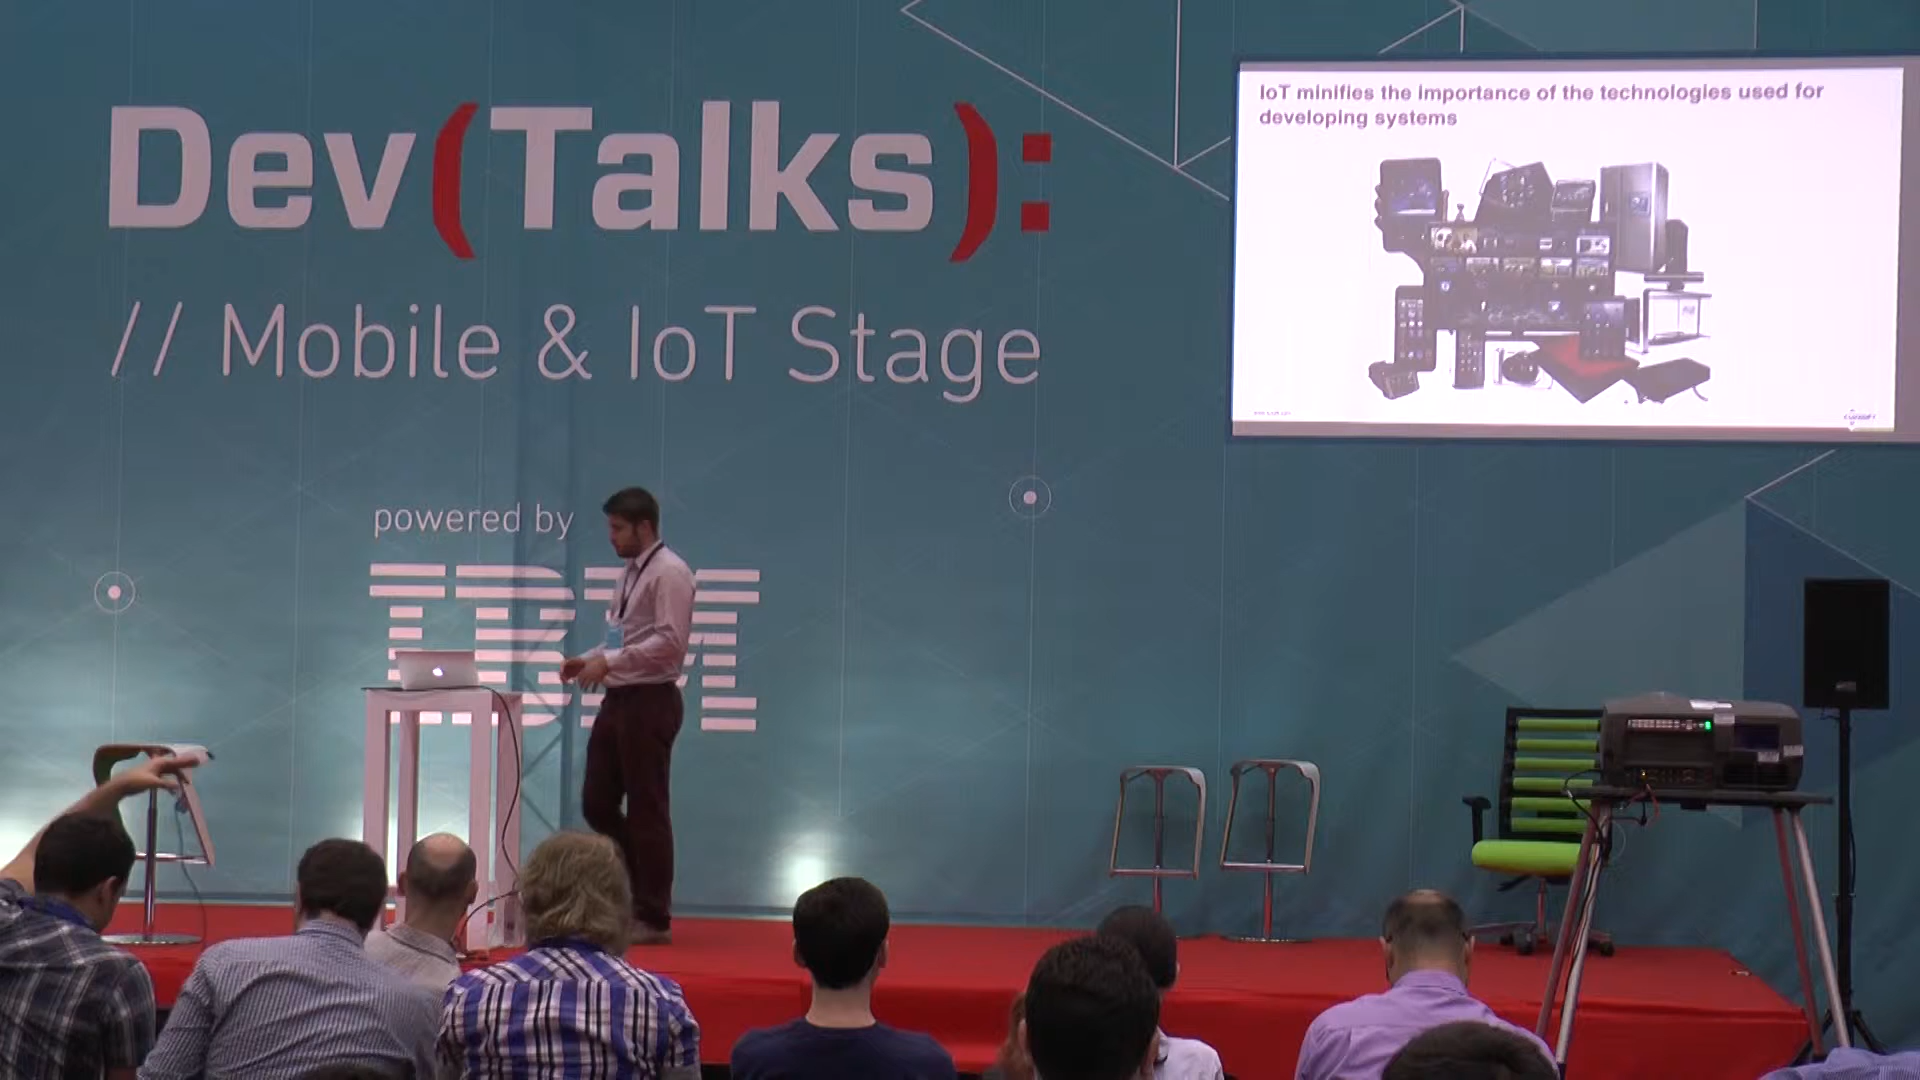 Dev(Talks):
// Mobile & IoT Stage
powered by
IBM
IoT minifies the importance of the technologies used for
developing systems